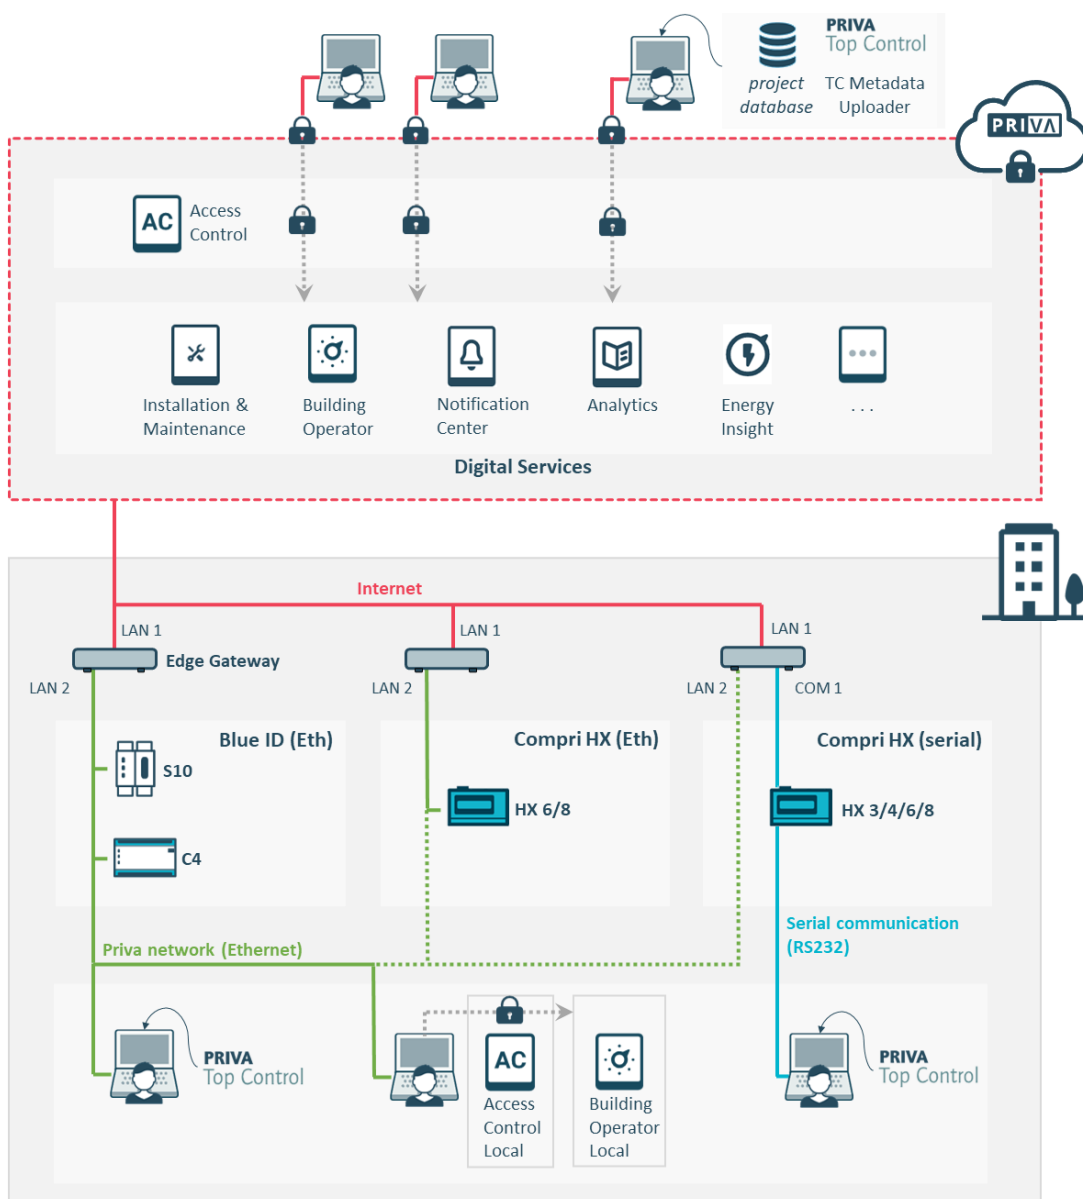 PRIVA
Top Control
project
database
TC Metadata
Uploader
PRIVA
AC
Access
Control
Installation &
Maintenance
Building
Operator
Notification
Center
Analytics
Energy
Insight
. . .
Digital Services
Internet
LAN 1
LAN 1
LAN 1
Edge Gateway
LAN 2
LAN 2
LAN 2
COM 1
Blue ID (Eth)
Compri HX (Eth)
Compri HX (serial)
S10
HX 6/8
HX 3/4/6/8
C4
Serial communication
(RS232)
Priva network (Ethernet)
PRIVA
Top Control
AC
Access
Control
Local
Building
Operator
Local
PRIVA
Top Control